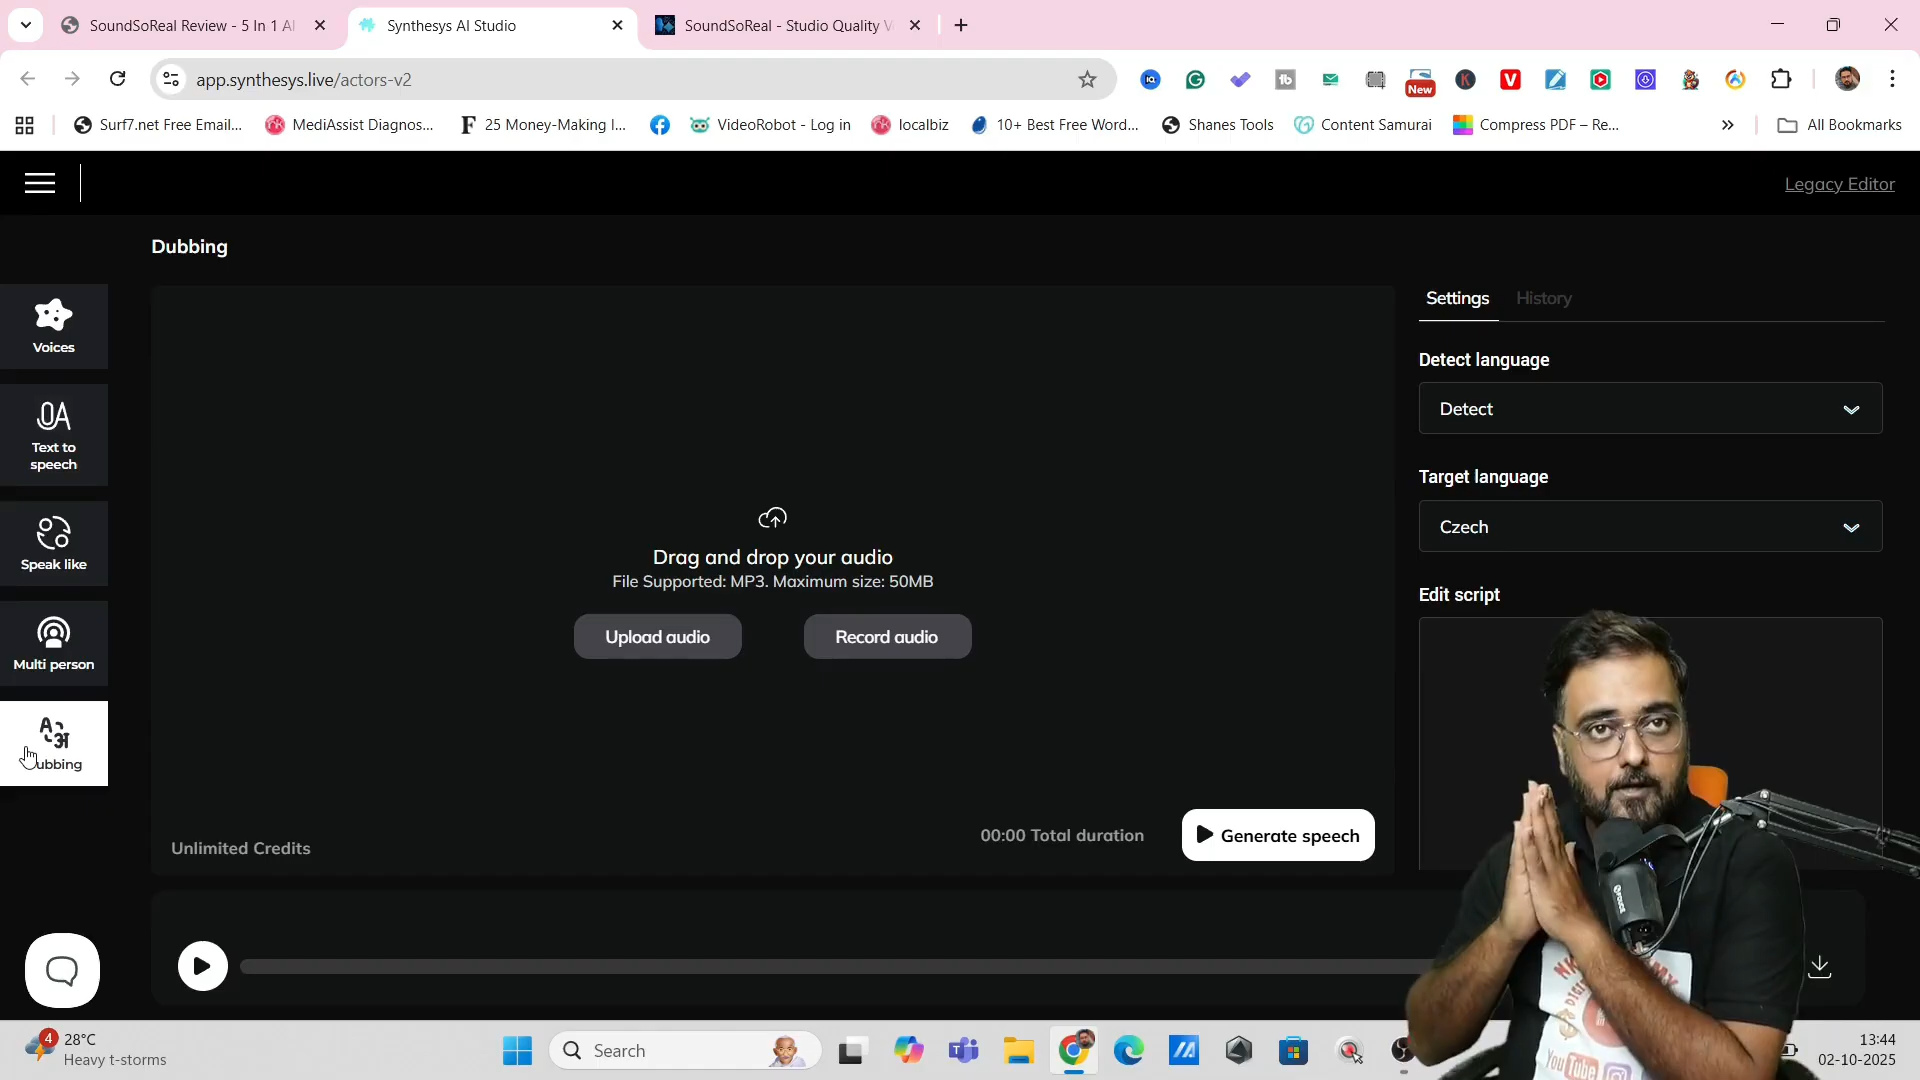 SoundSoReal Review - 5 In 1 AI
Synthesys AI Studio
SoundSoReal - Studio Quality V
app.synthesys.live/actors-v2
New
Surf7.net Free Email...
MediAssist Diagnos...
25 Money-Making I...
VideoRobot - Log in
localbiz
10+ Best Free Word...
Shanes Tools
Content Samurai
Compress PDF – Re...
All Bookmarks
Legacy Editor
Dubbing
Voices
Text to
speech
Speak like
Multi person
ubbing
Drag and drop your audio
File Supported: MP3. Maximum size: 50MB
Upload audio
Record audio
Unlimited Credits
00:00 Total duration
Generate speech
Settings
History
Detect language
Detect
Target language
Czech
Edit script
4
28°C
Heavy t-storms
Search
13:44
02-10-2025